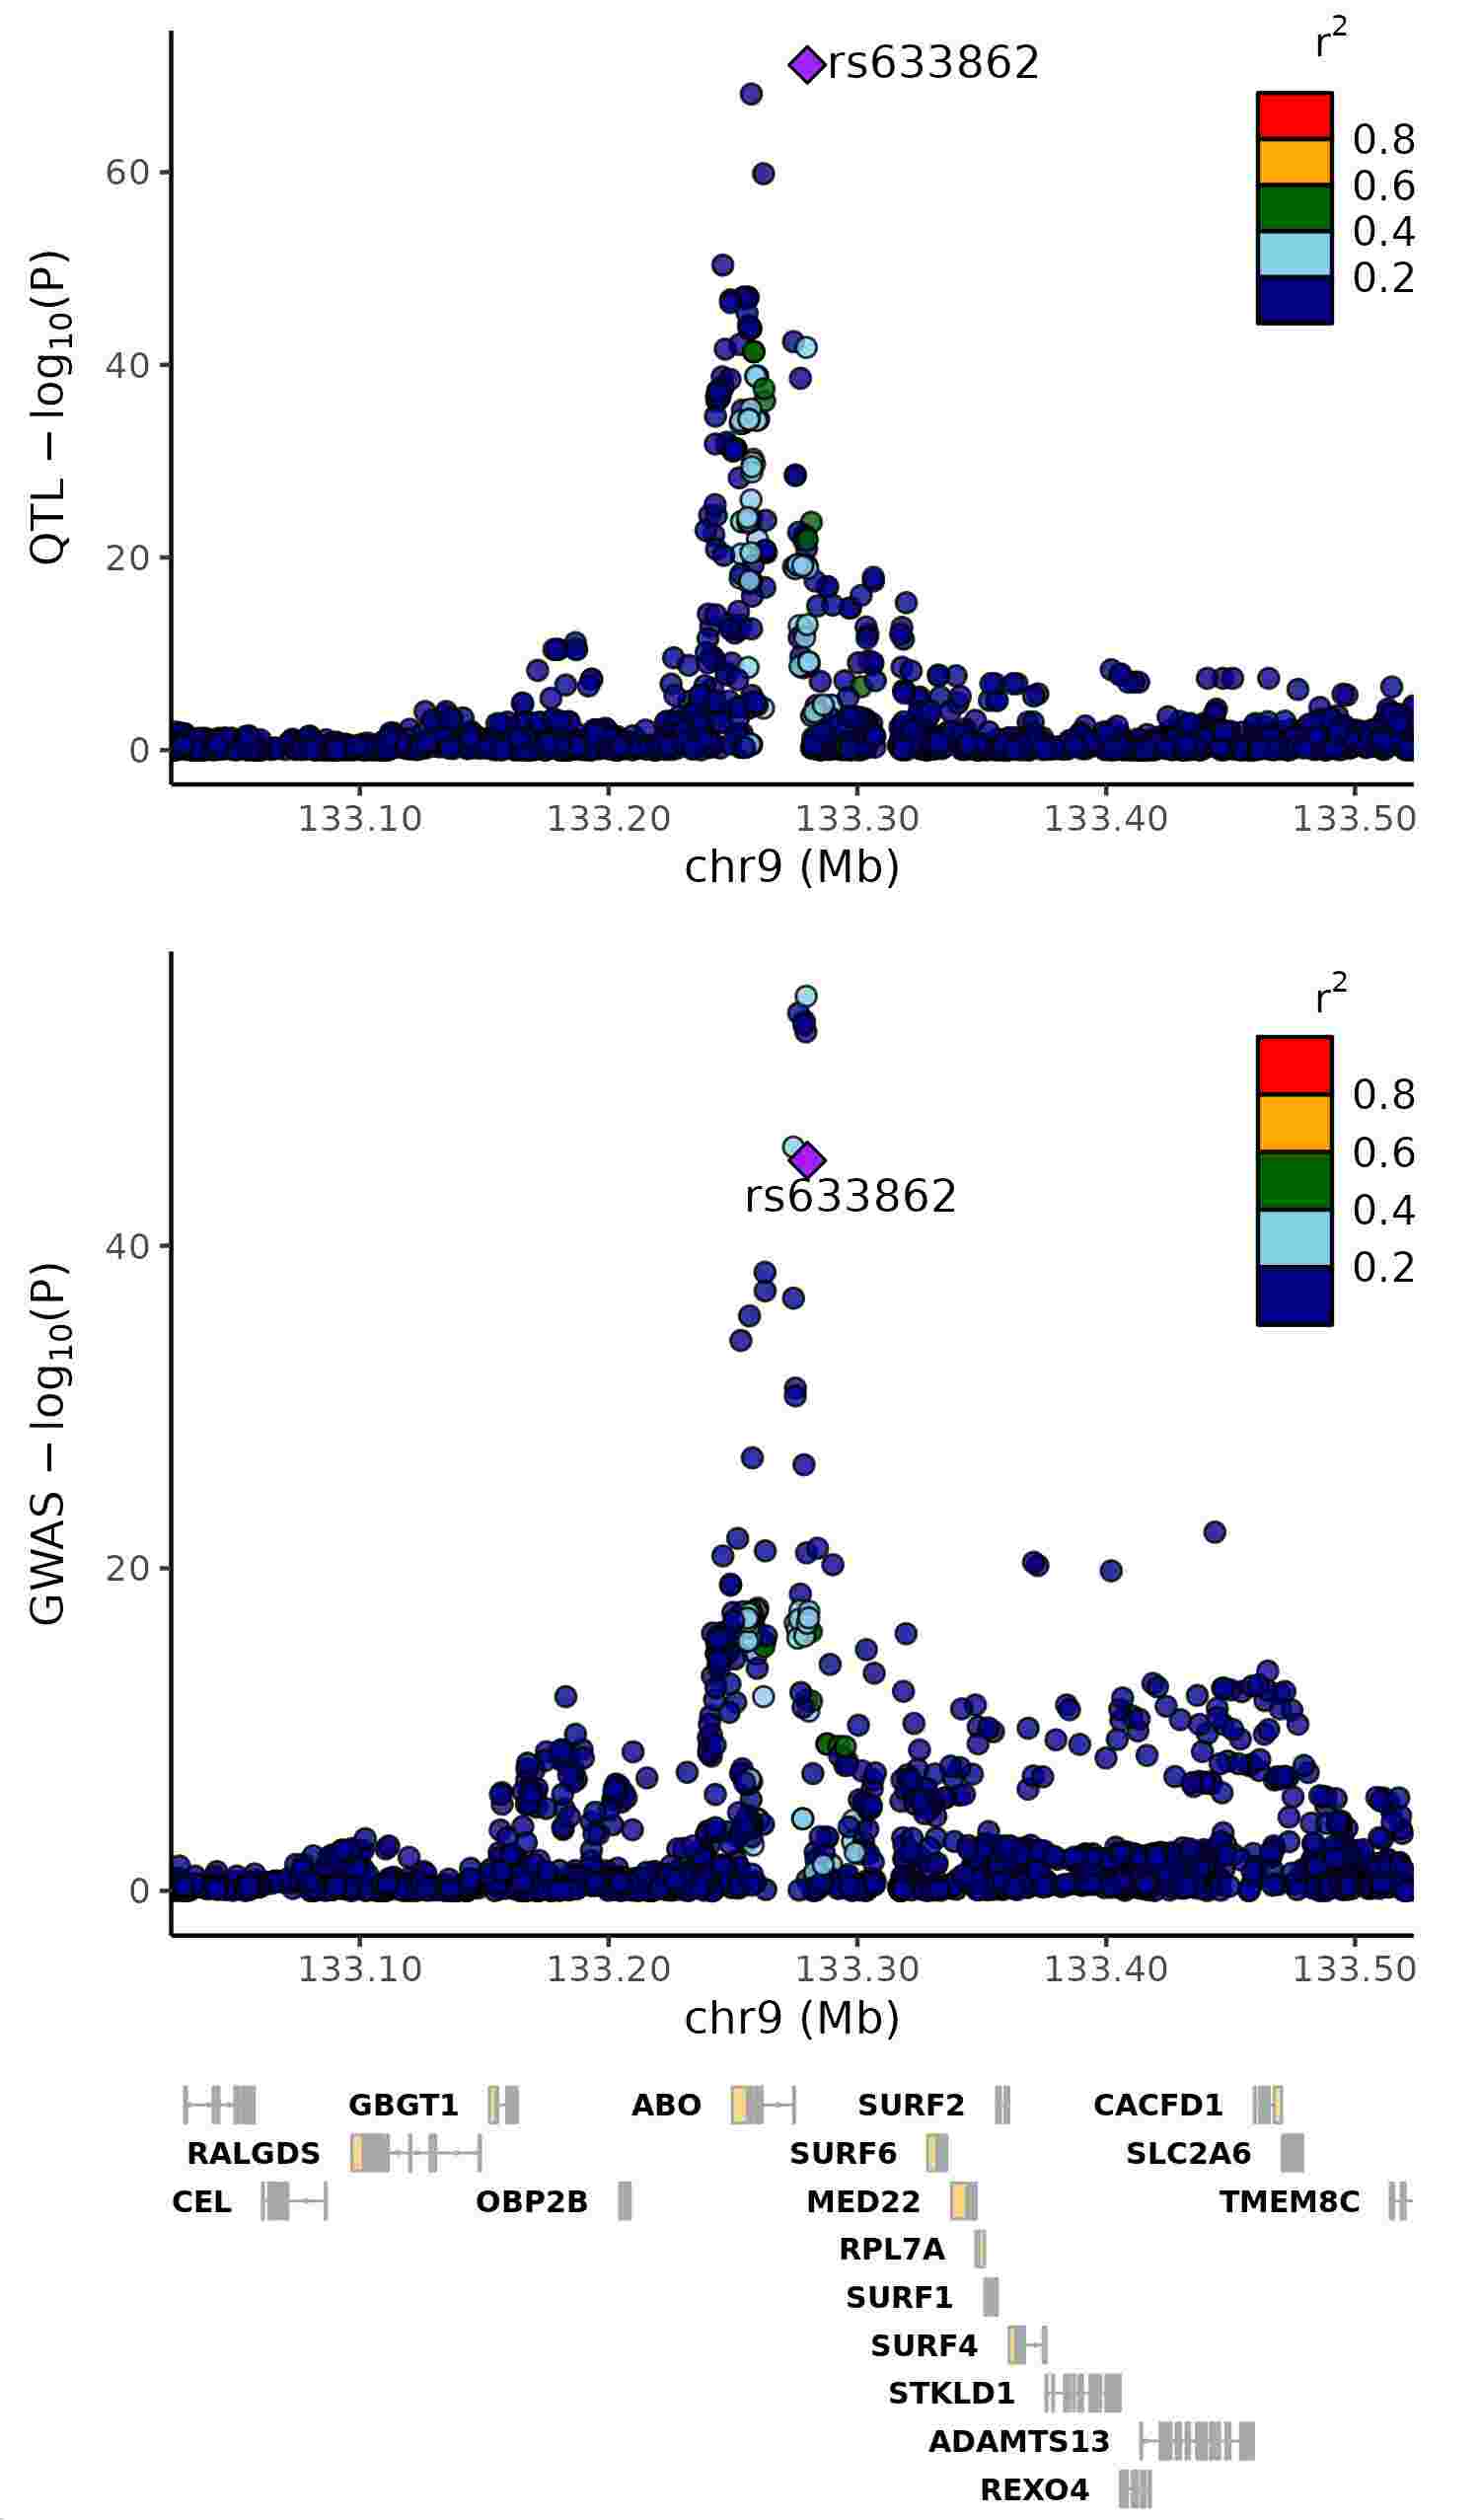 rs633862
r²
0.8
0.6
0.4
0.2
60
40
20
0
QTL −log₁₀(P)
133.10 133.20 133.30 133.40 133.50
chr9 (Mb)
r²
0.8
0.6
0.4
0.2
rs633862
40
20
0
GWAS −log₁₀(P)
133.10 133.20 133.30 133.40 133.50
chr9 (Mb)
GBGT1 ABO SURF2 CACFD1
RALGDS SURF6 SLC2A6
CEL OBP2B MED22 TMEM8C
RPL7A
SURF1
SURF4
STKLD1
ADAMTS13
REXO4